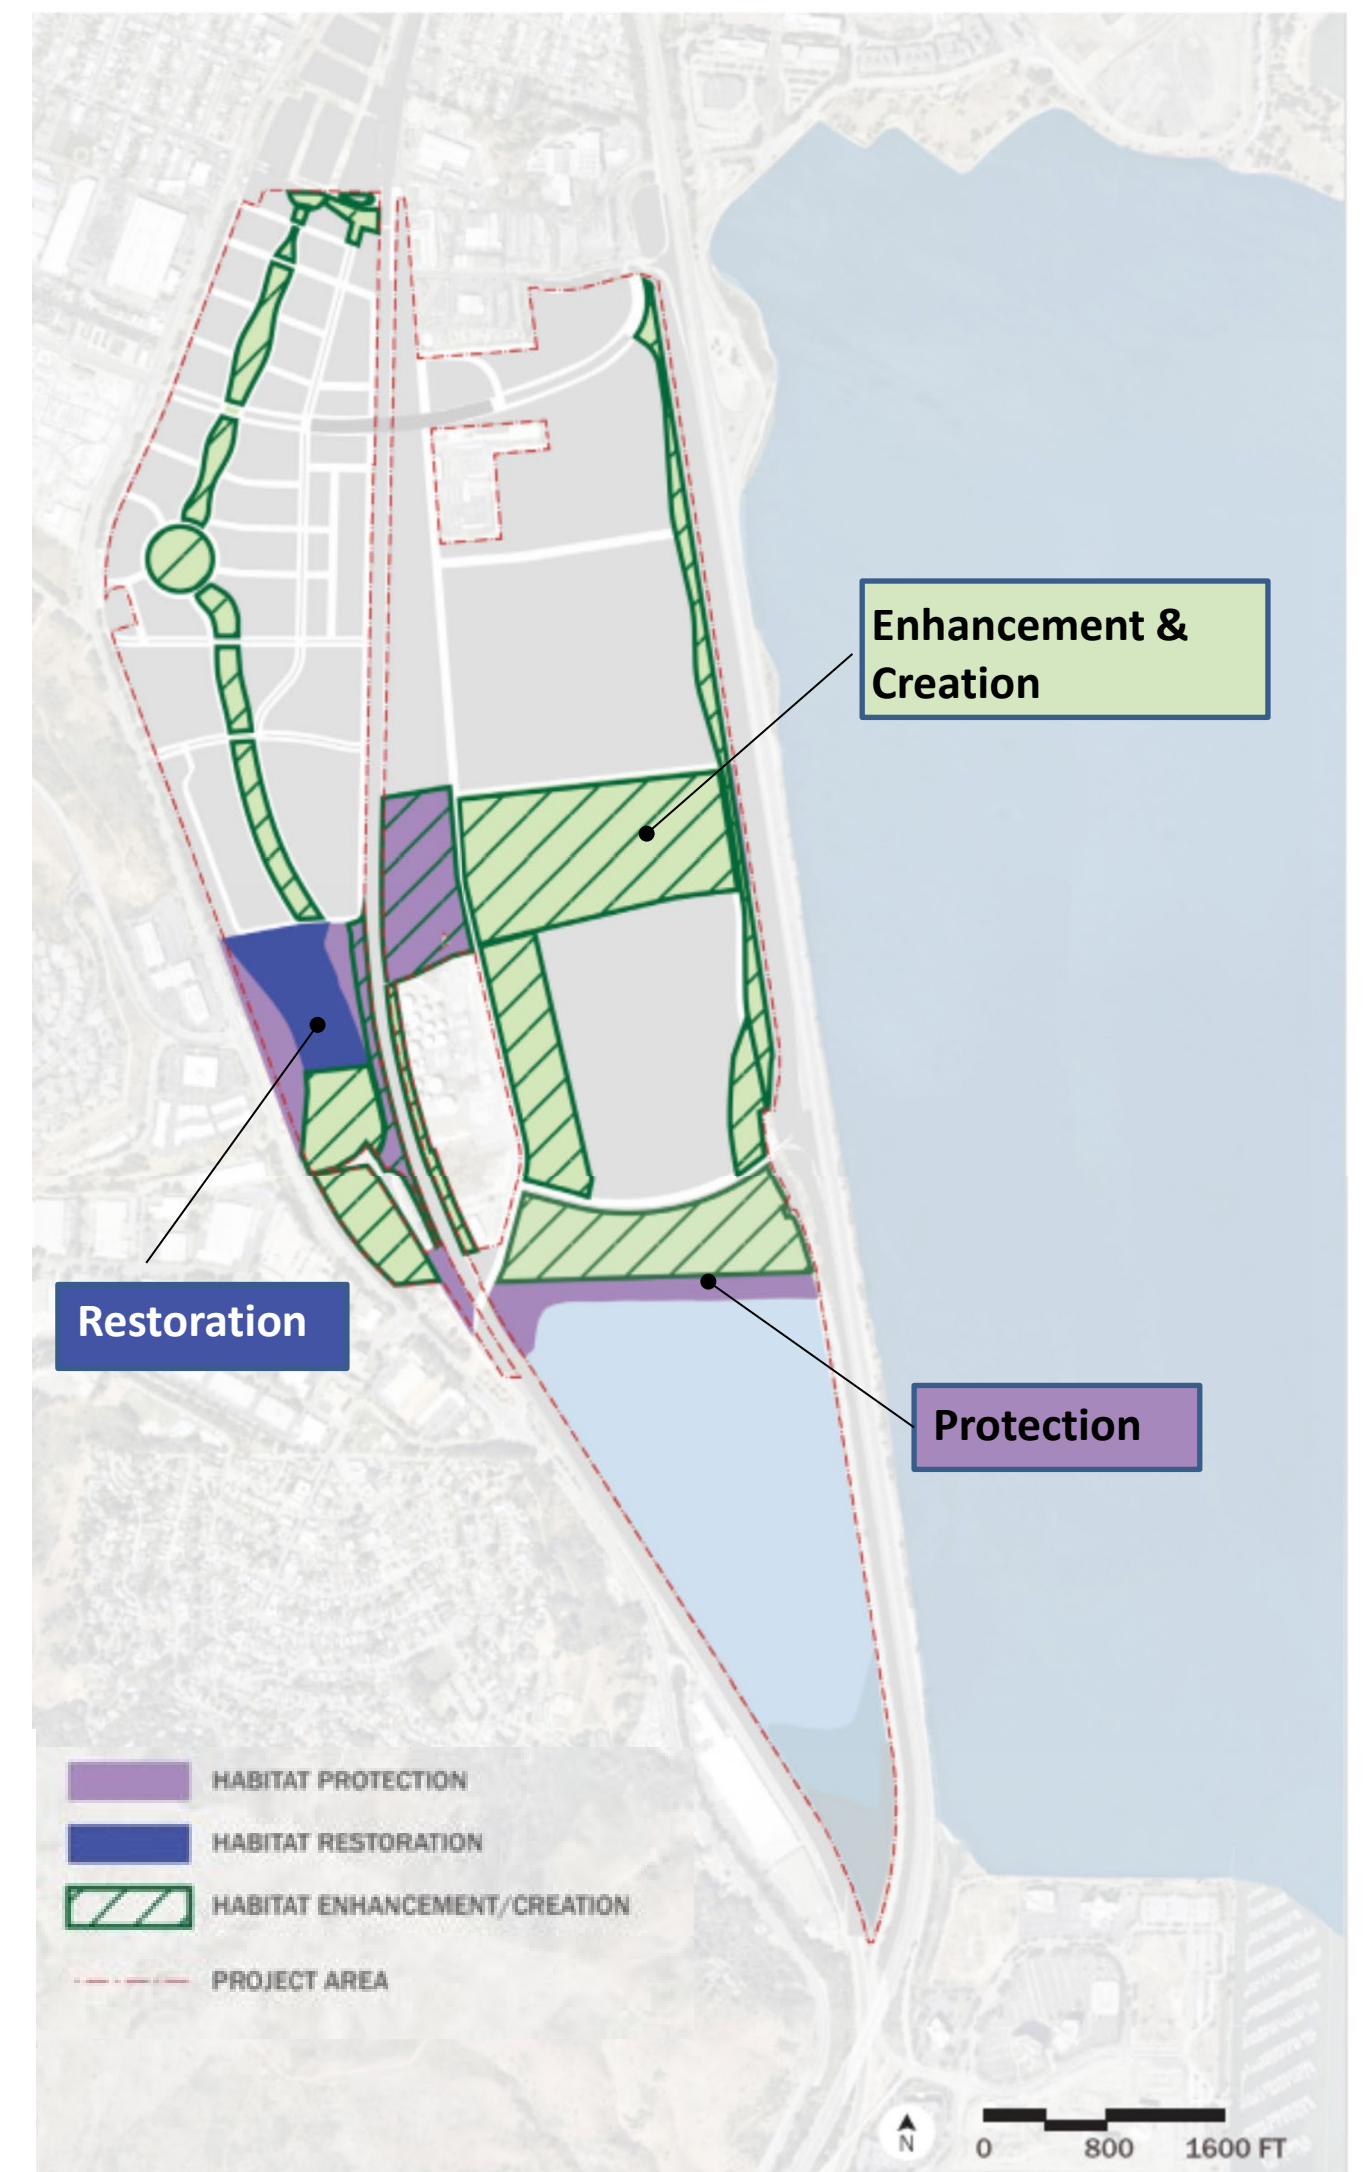 Enhancement &
Creation
Restoration
Protection
HABITAT PROTECTION
HABITAT RESTORATION
HABITAT ENHANCEMENT/CREATION
PROJECT AREA
N
0 800 1600 FT